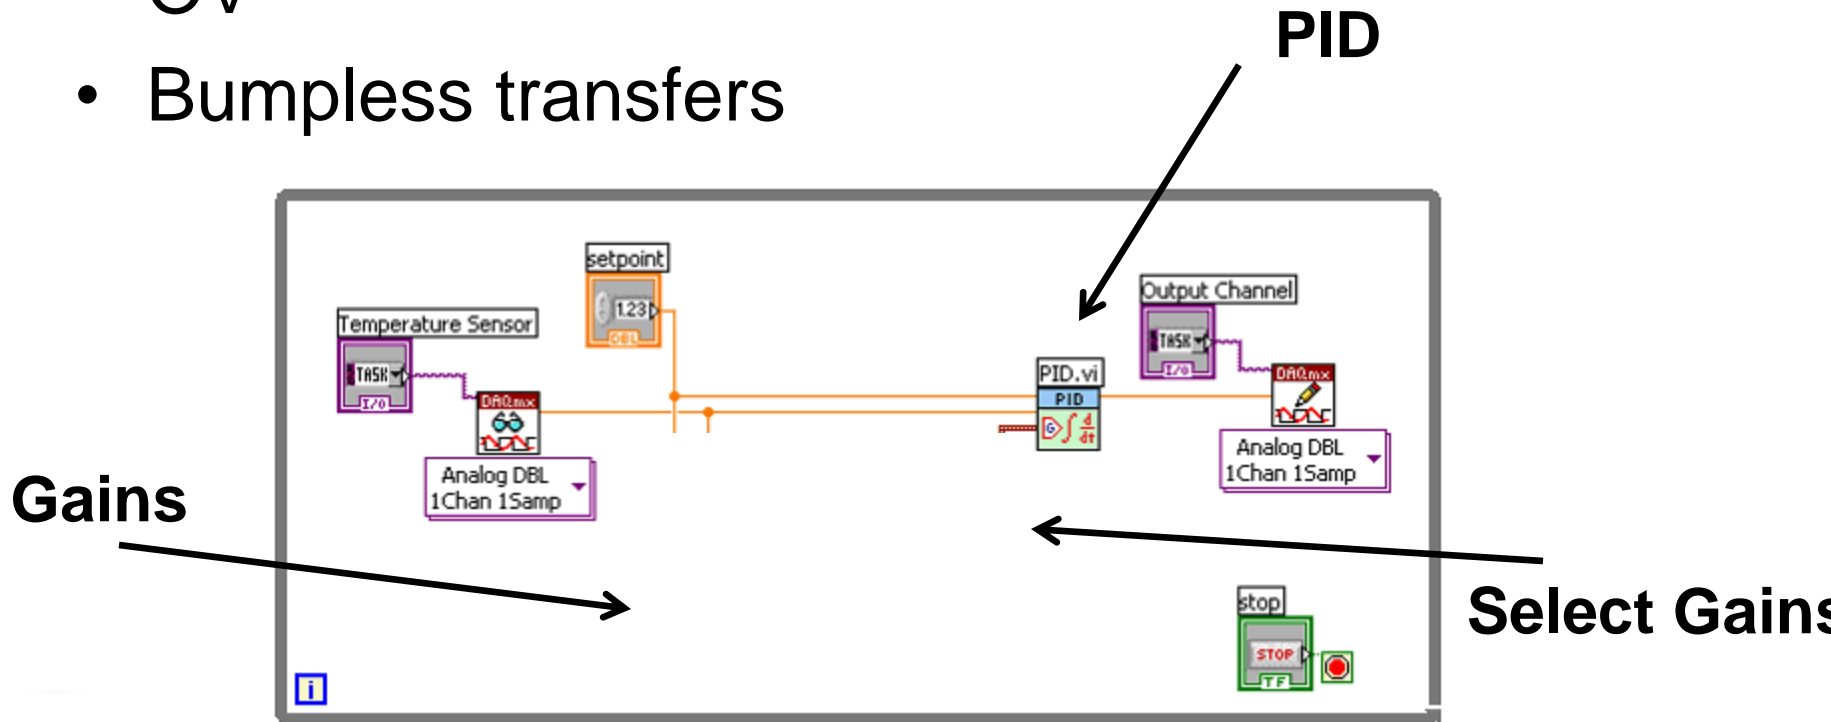 PID
• Bumpless transfers
setpoint
1.23
DBL
Output Channel
TASK
I/O
Temperature Sensor
TASK
I/O
PID.vi
PID
DAQmx
DAQmx
G ∫ d/dt
Analog DBL
1Chan 1Samp
Analog DBL
1Chan 1Samp
Gains
Select Gains
stop
STOP
TF
i